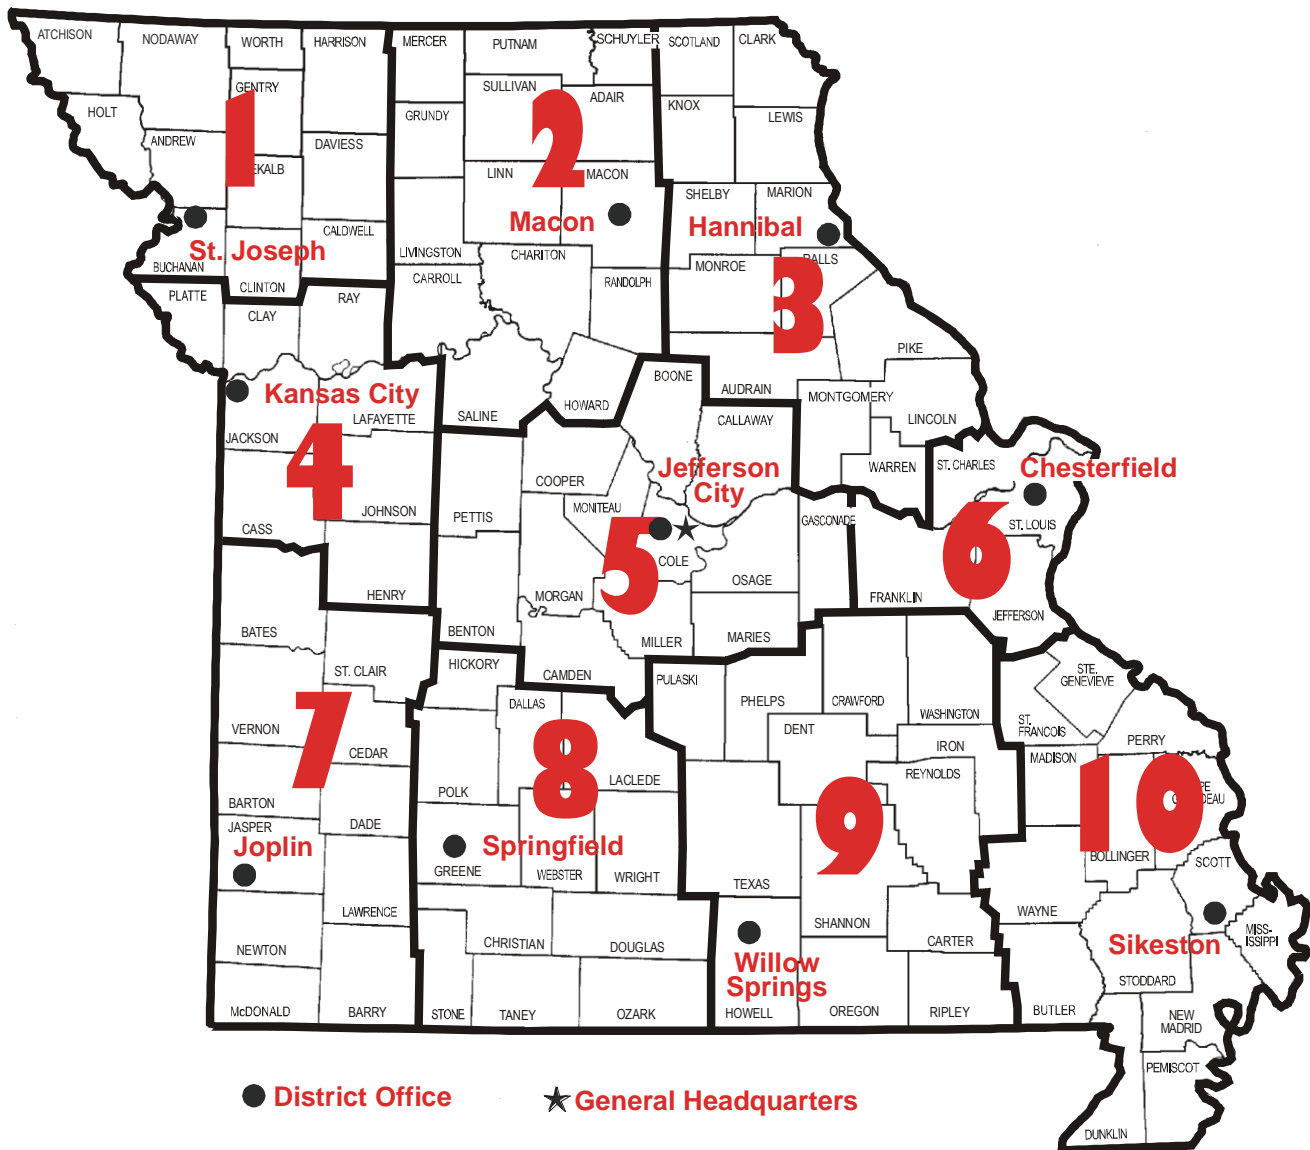 ATCHISON
NODAWAY
WORTH
HARRISON
MERCER
PUTNAM
SCHUYLER
SCOTLAND
CLARK
HOLT
GENTRY
SULLIVAN
ADAIR
KNOX
LEWIS
GRUNDY
ANDREW
1
DAVIESS
2
LINN
MACON
SHELBY
MARION
Macon
Hannibal
St. Joseph
CALDWELL
BUCHANAN
LIVINGSTON
CHARITON
MONROE
CLINTON
CARROLL
RANDOLPH
3
PLATTE
RAY
CLAY
PIKE
BOONE
AUDRAIN
MONTGOMERY
Kansas City
HOWARD
LAFAYETTE
SALINE
CALLAWAY
LINCOLN
JACKSON
4
WARREN
ST. CHARLES
Chesterfield
Jefferson
City
COOPER
MONITEAU
JOHNSON
PETTIS
CASS
GASCONADE
ST. LOUIS
5
COLE
6
OSAGE
HENRY
MORGAN
FRANKLIN
JEFFERSON
BATES
BENTON
MILLER
MARIES
ST. CLAIR
HICKORY
CAMDEN
PULASKI
STE.
GENEVIEVE
7
DALLAS
PHELPS
CRAWFORD
WASHINGTON
ST.
FRANCOIS
VERNON
DENT
CEDAR
8
IRON
PERRY
MADISON
REYNOLDS
POLK
LACLEDE
BARTON
9
10
JASPER
DADE
Joplin
Springfield
BOLLINGER
SCOTT
GREENE
WEBSTER
WRIGHT
TEXAS
LAWRENCE
WAYNE
SHANNON
NEWTON
CHRISTIAN
DOUGLAS
CARTER
Sikeston
MISS-
ISSIPPI
Willow
Springs
STODDARD
McDONALD
BARRY
STONE
TANEY
OZARK
HOWELL
OREGON
RIPLEY
BUTLER
NEW
MADRID
PEMISCOT
DUNKLIN
District Office
General Headquarters